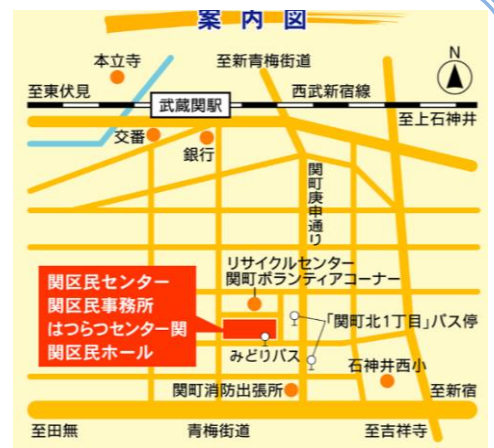 案内図
本立寺
至新青梅街道
N
至東伏見
西武新宿線
武蔵関駅
至上石神井
交番
銀行
関町庚申通り
リサイクルセンター
関町ボランティアコーナー
関区民センター
関区民事務所
はつらつセンター関
関区民ホール
「関町北1丁目」バス停
みどりバス
石神井西小
関町消防出張所
至新宿
至田無
青梅街道
至吉祥寺